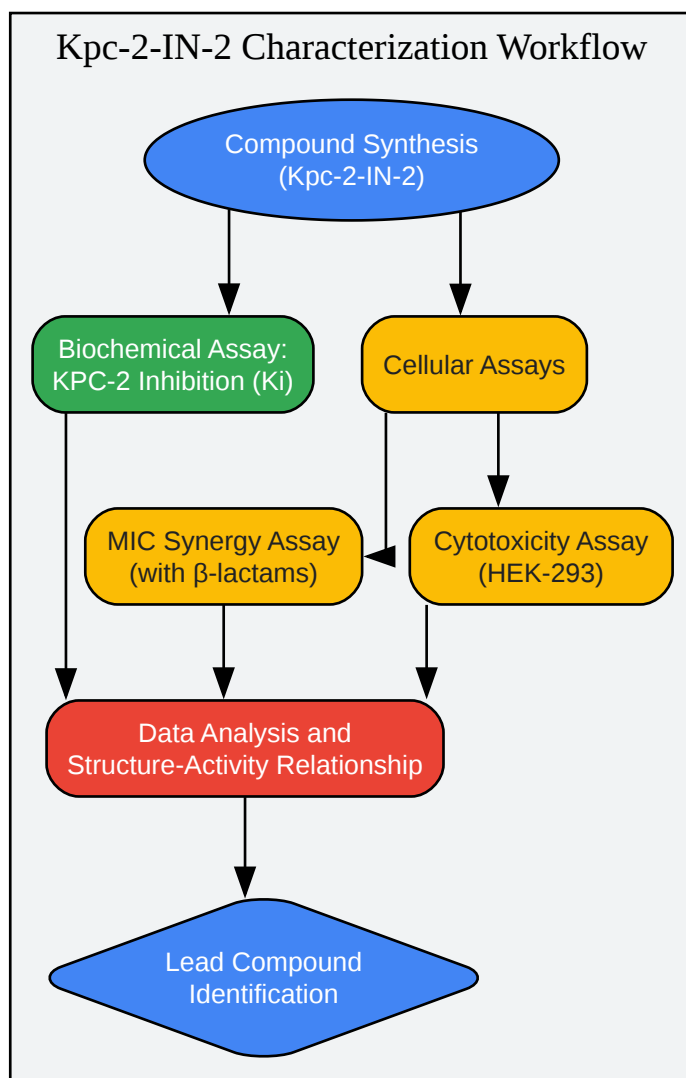 Kpc-2-IN-2 Characterization Workflow
Compound Synthesis
(Kpc-2-IN-2)
Biochemical Assay:
KPC-2 Inhibition (Ki)
Cellular Assays
MIC Synergy Assay
(with β-lactams)
Cytotoxicity Assay
(HEK-293)
Data Analysis and
Structure-Activity Relationship
Lead Compound
Identification